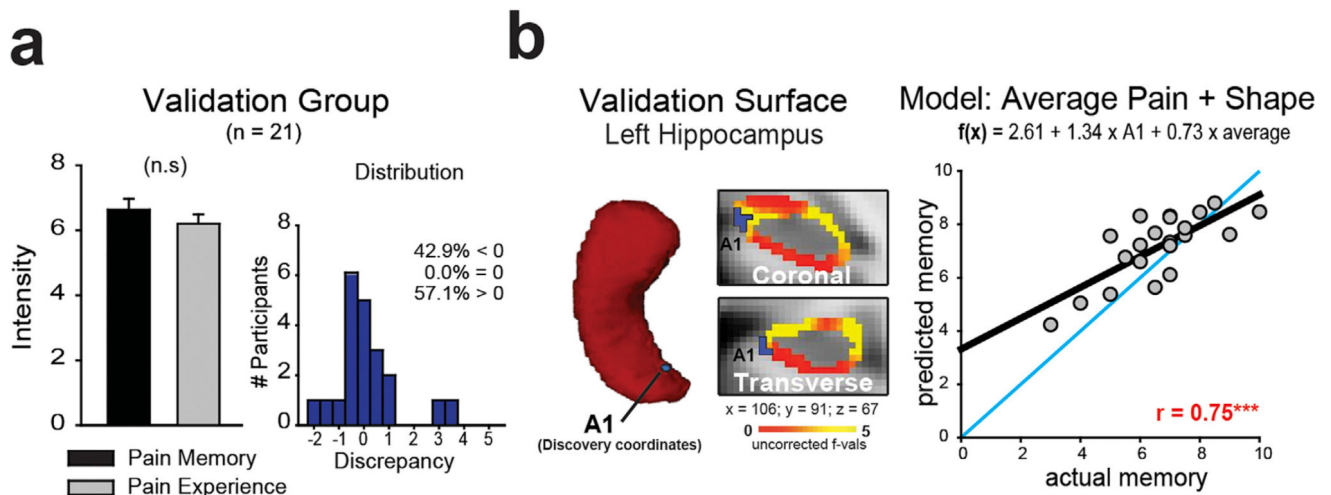 a
Validation Group
(n = 21)
8
6
4
2
0
Intensity
(n.s)
Pain Memory
Pain Experience
Distribution
42.9% < 0
0.0% = 0
57.1% > 0
8
6
4
2
0
# Participants
-2 -1 0 1 2 3 4 5
Discrepancy
b
Validation Surface
Left Hippocampus
A1
(Discovery coordinates)
A1
Coronal
A1
Transverse
x = 106; y = 91; z = 67
0 5
uncorrected f-vals
Model: Average Pain + Shape
f(x) = 2.61 + 1.34 x A1 + 0.73 x average
10
8
6
4
2
0
predicted memory
r = 0.75***
0 2 4 6 8 10
actual memory